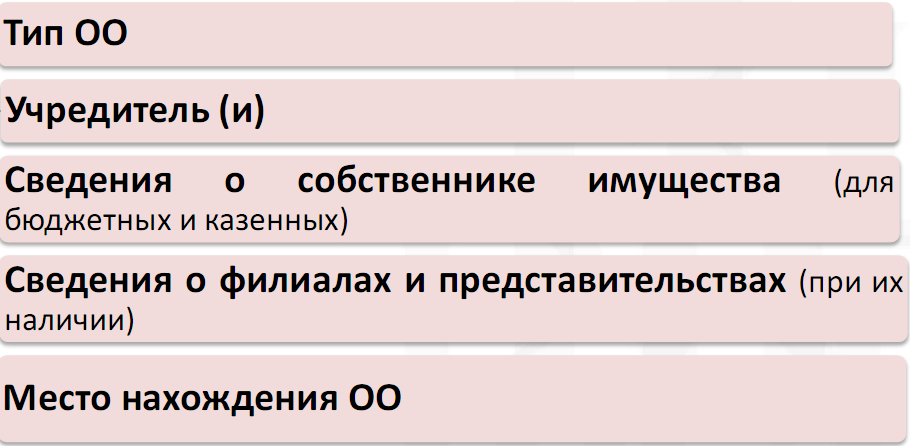 Тип ОО
Учредитель (и)
Сведения о собственнике имущества (для
бюджетных и казенных)
Сведения о филиалах и представительствах (при их
наличии)
Место нахождения ОО